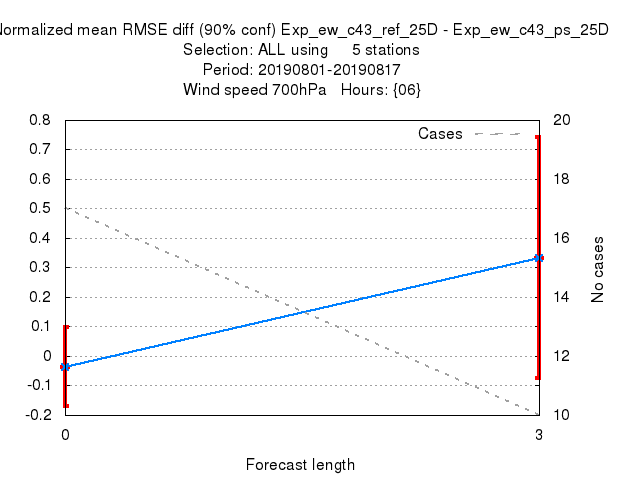 Normalized mean RMSE diff (90% conf) Exp_ew_c43_ref_25D - Exp_ew_c43_ps_25D
Selection: ALL using 5 stations
Period: 20190801-20190817
Wind speed 700hPa Hours: {06}
Cases
0.8
0.7
0.6
0.5
0.4
0.3
0.2
0.1
0
-0.1
-0.2
20
18
16
14
12
10
No cases
0
3
Forecast length